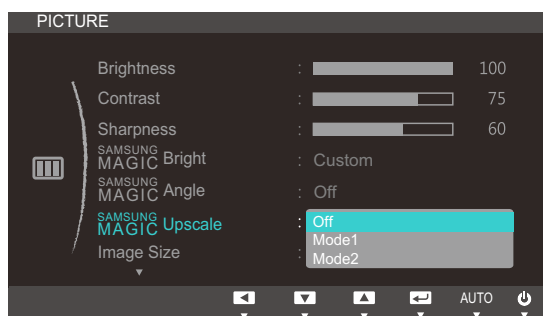 PICTURE
Brightness : 100
Contrast : 75
Sharpness : 60
SAMSUNG MAGIC Bright : Custom
SAMSUNG MAGIC Angle : Off
SAMSUNG MAGIC Upscale : Off
Mode1
Image Size :
Mode2
AUTO